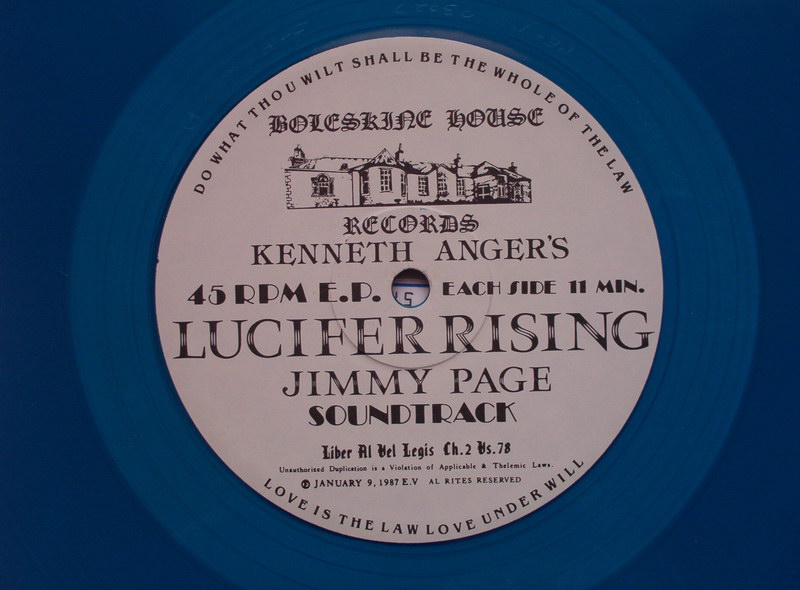 DO WHAT THOU WILT SHALL BE THE WHOLE OF THE LAW
BOLESKINE HOUSE
RECORDS
KENNETH ANGER'S
45 RPM E.P. EACH SIDE 11 MIN.
LUCIFER RISING
JIMMY PAGE
SOUNDTRACK
Liber Al Vel Legis Ch.2 Vs.78
Unauthorized Duplication is a Violation of Applicable & Thelemic Laws.
℗ JANUARY 9, 1987 E.V AL RITES RESERVED
LOVE IS THE LAW LOVE UNDER WILL